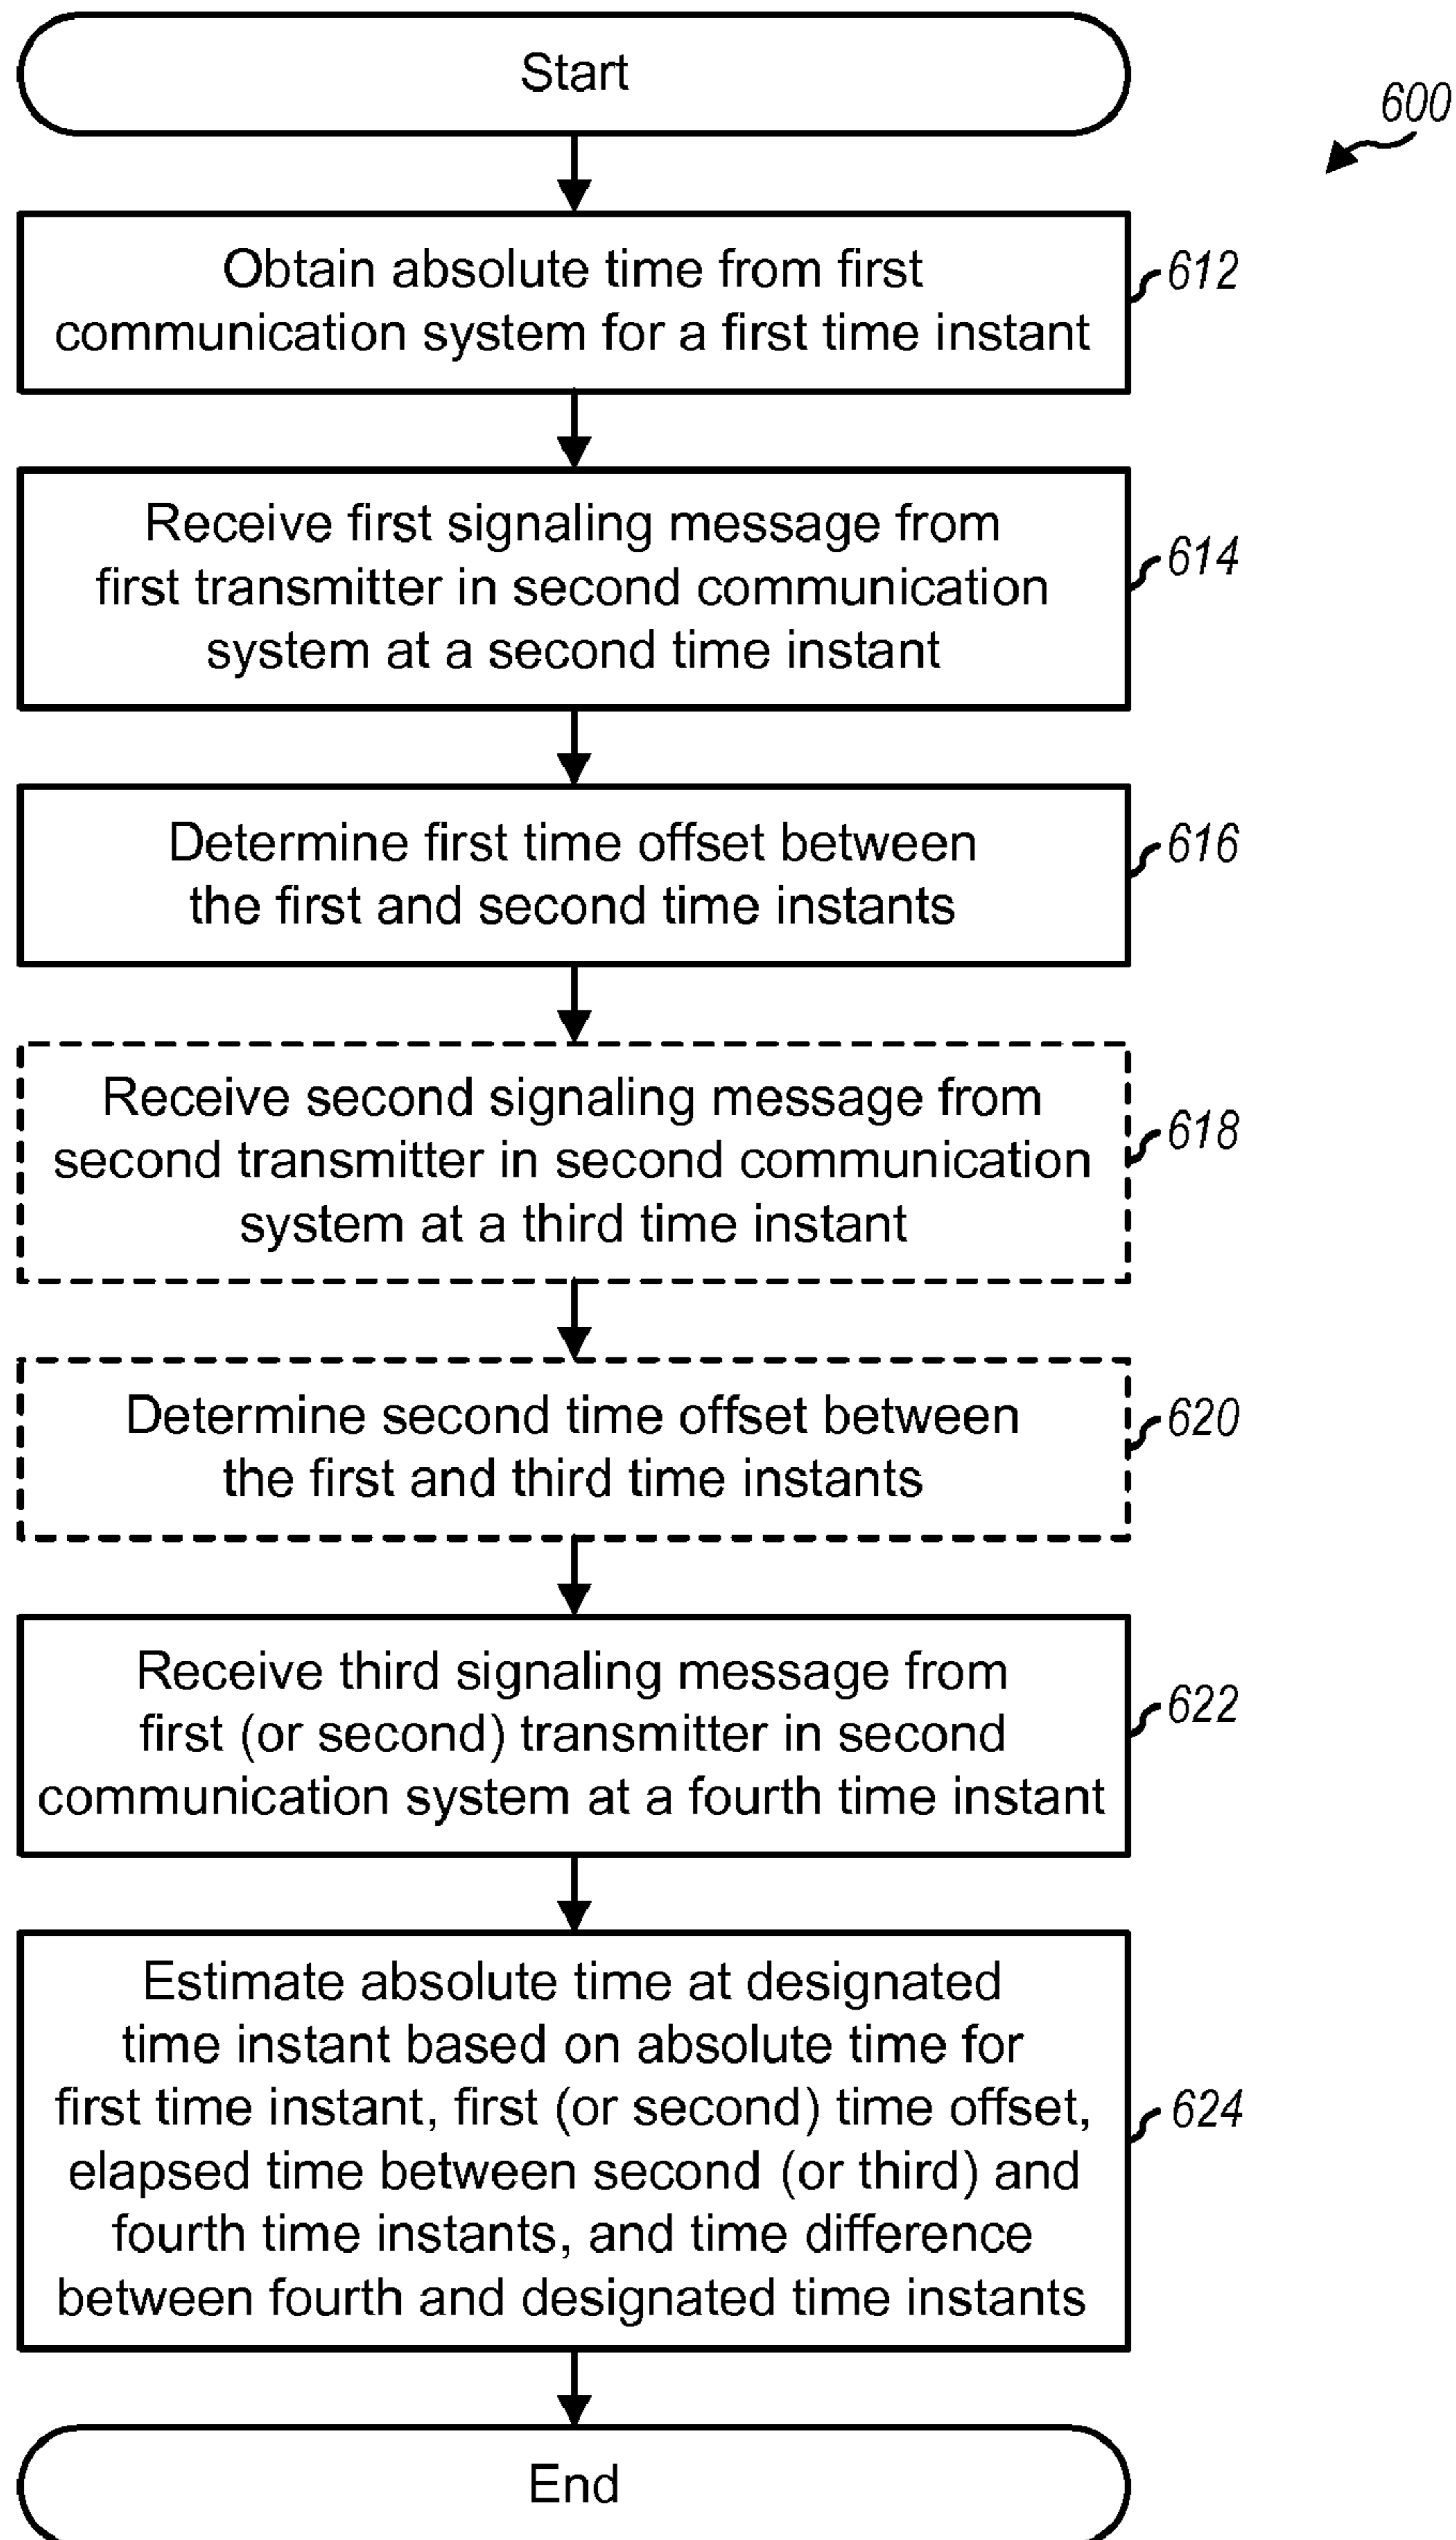 Start
600
Obtain absolute time from first
communication system for a first time instant
612
Receive first signaling message from
first transmitter in second communication
system at a second time instant
614
Determine first time offset between
the first and second time instants
616
Receive second signaling message from
second transmitter in second communication
system at a third time instant
618
Determine second time offset between
the first and third time instants
620
Receive third signaling message from
first (or second) transmitter in second
communication system at a fourth time instant
622
Estimate absolute time at designated
time instant based on absolute time for
first time instant, first (or second) time offset,
elapsed time between second (or third) and
fourth time instants, and time difference
between fourth and designated time instants
624
End